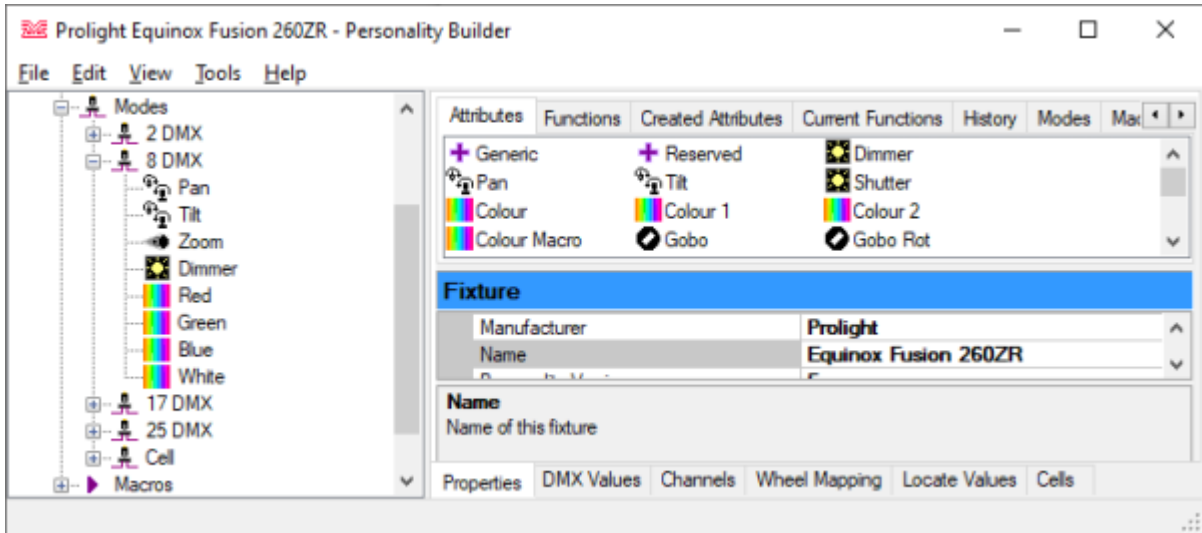 Prolight Equinox Fusion 260ZR - Personality Builder
File Edit View Tools Help
Modes
2 DMX
8 DMX
Pan
Tilt
Zoom
Dimmer
Red
Green
Blue
White
17 DMX
25 DMX
Cell
Macros
Attributes Functions Created Attributes Current Functions History Modes Mac
Generic Reserved Dimmer
Pan Tilt Shutter
Colour Colour 1 Colour 2
Colour Macro Gobo Gobo Rot
Fixture
Manufacturer Prolight
Name Equinox Fusion 260ZR
Name
Name of this fixture
Properties DMX Values Channels Wheel Mapping Locate Values Cells